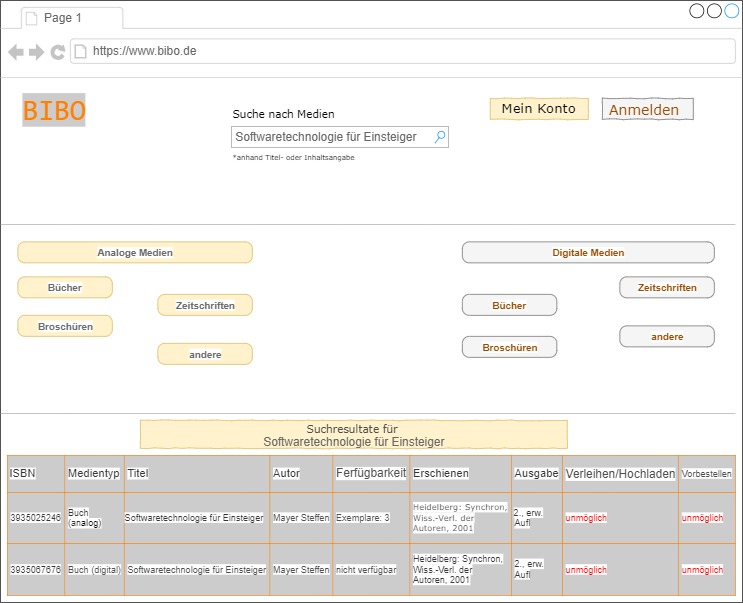 Page 1
https://www.bibo.de
BIBO
Suche nach Medien
Mein Konto
Anmelden
Softwaretechnologie für Einsteiger
*anhand Titel- oder Inhaltsangabe
Analoge Medien
Digitale Medien
Bücher
Zeitschriften
Zeitschriften
Bücher
Broschüren
andere
Broschüren
andere
Suchresultate für
Softwaretechnologie für Einsteiger
ISBN Medientyp Titel Autor Ferfügbarkeit Erschienen Ausgabe Verleihen/Hochladen Vorbestellen
3935025246 Buch (analog) Softwaretechnologie für Einsteiger Mayer Steffen Exemplare: 3 Heidelberg: Synchron, Wiss.-Verl. der Autoren, 2001 2., erw. Aufl unmöglich unmöglich
3935067676 Buch (digital) Softwaretechnologie für Einsteiger Mayer Steffen nicht verfügbar Heidelberg: Synchron, Wiss.-Verl. der Autoren, 2001 2., erw. Aufl unmöglich unmöglich